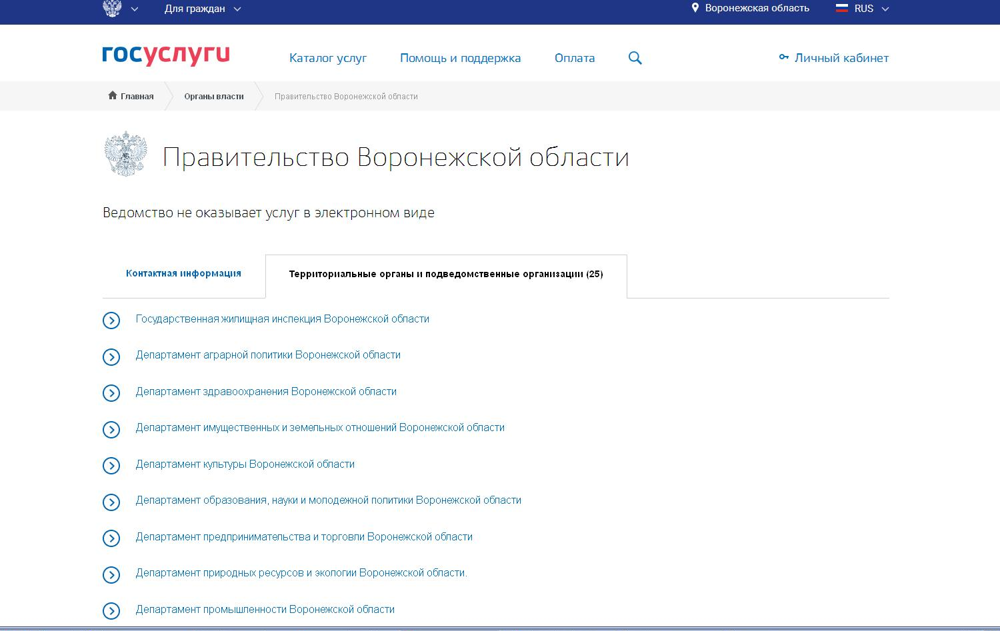 Для граждан
Воронежская область
RUS
госуслуги
Каталог услуг
Помощь и поддержка
Оплата
Личный кабинет
Главная
Органы власти
Правительство Воронежской области
Правительство Воронежской области
Ведомство не оказывает услуг в электронном виде
Контактная информация
Территориальные органы и подведомственные организации (25)
Государственная жилищная инспекция Воронежской области
Департамент аграрной политики Воронежской области
Департамент здравоохранения Воронежской области
Департамент имущественных и земельных отношений Воронежской области
Департамент культуры Воронежской области
Департамент образования, науки и молодежной политики Воронежской области
Департамент предпринимательства и торговли Воронежской области
Департамент природных ресурсов и экологии Воронежской области.
Департамент промышленности Воронежской области